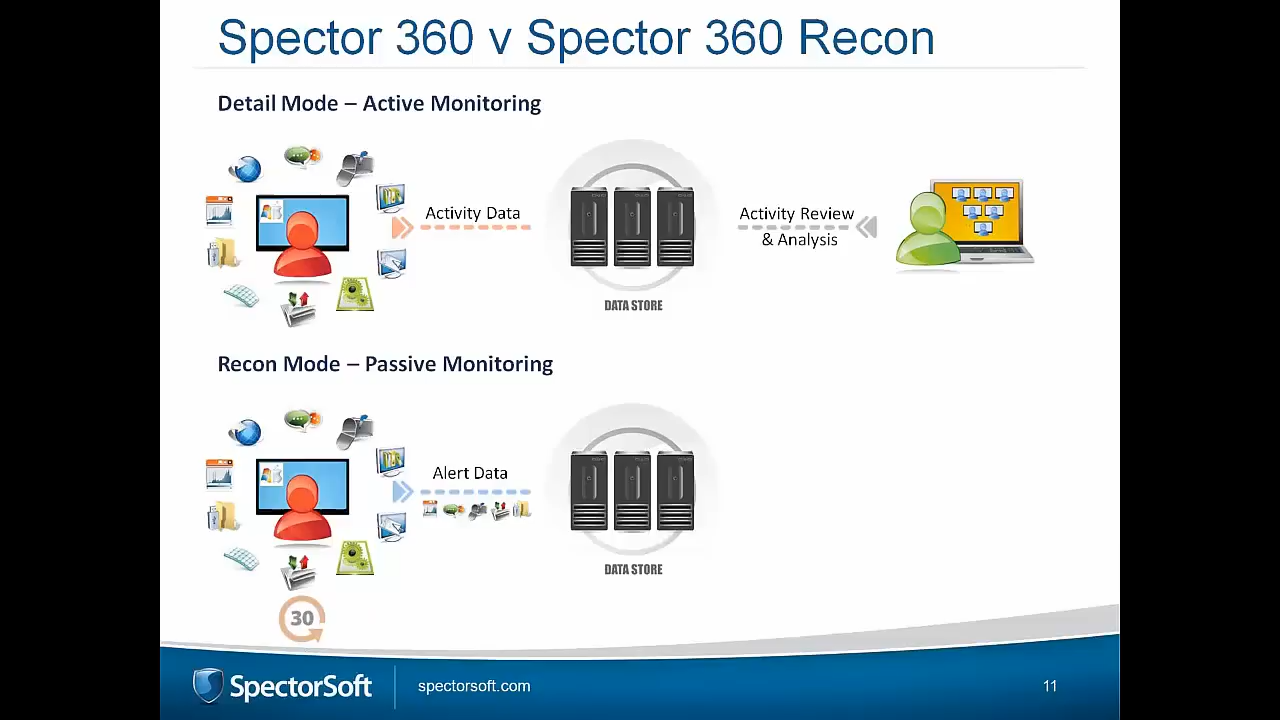 Spector 360 v Spector 360 Recon
Detail Mode – Active Monitoring
Activity Data
Activity Review
& Analysis
DATA STORE
Recon Mode – Passive Monitoring
Alert Data
DATA STORE
30
SpectorSoft
spectorsoft.com
11